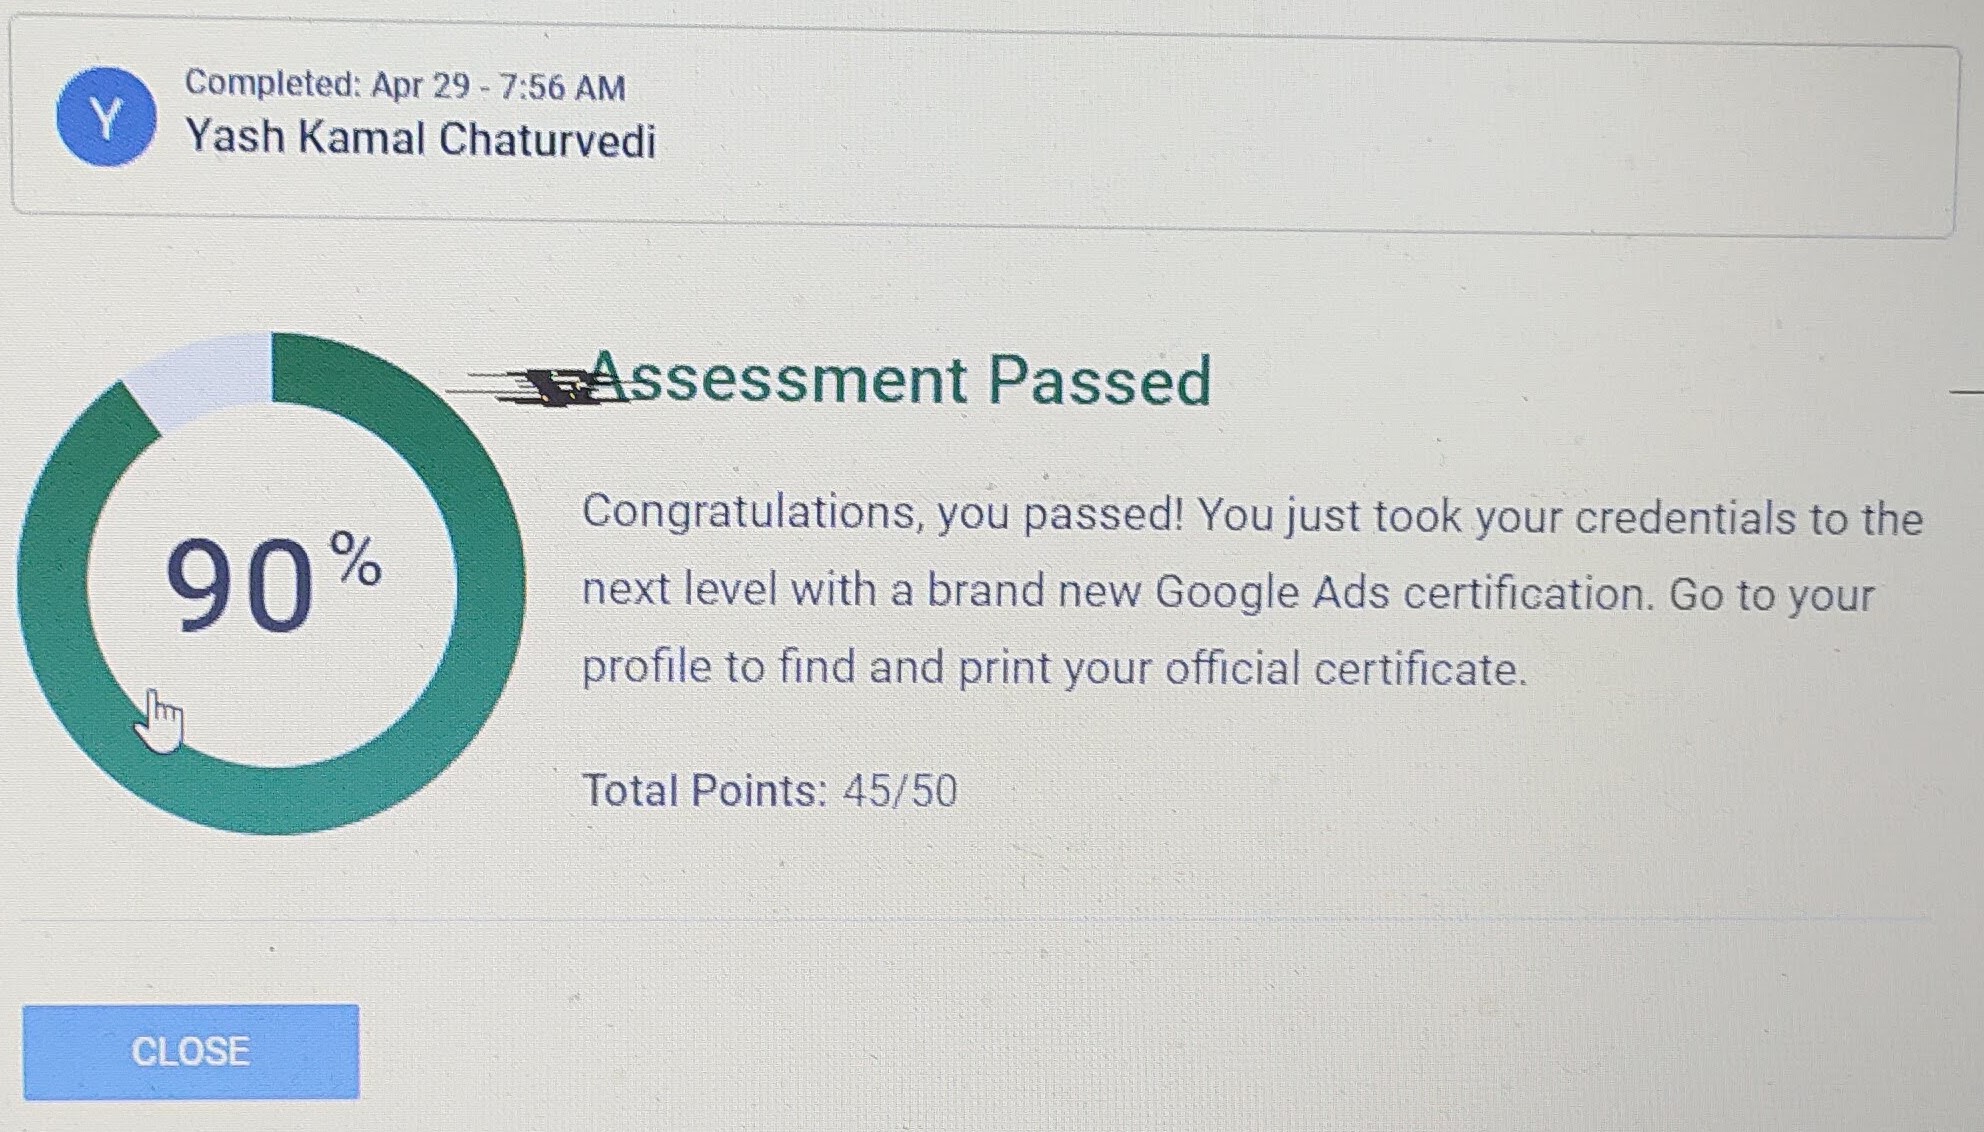 Y
Completed: Apr 29 - 7:56 AM
Yash Kamal Chaturvedi
90%
Assessment Passed
Congratulations, you passed! You just took your credentials to the
next level with a brand new Google Ads certification. Go to your
profile to find and print your official certificate.
Total Points: 45/50
CLOSE